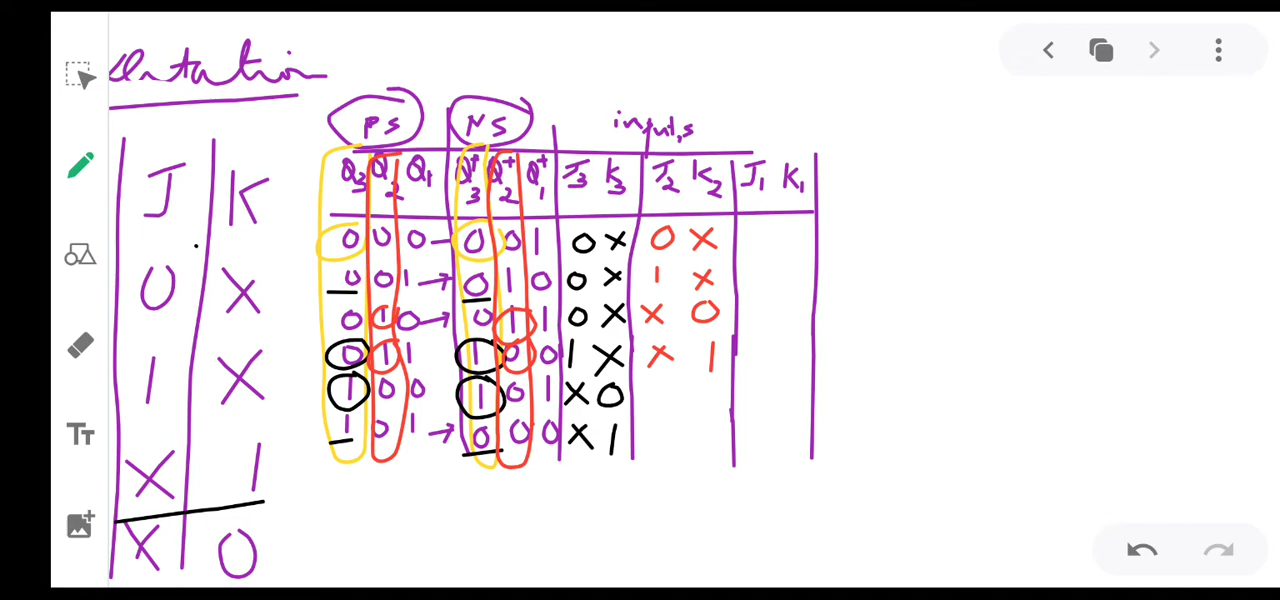 PS NS inputs
J K Q3 Q2 Q1 Q3+ Q2+ Q1+ J3 K3 J2 K2 J1 K1
0 0 0 0 0 1 0 X 0 X
0 X 0 0 1 → 0 1 0 0 X 1 X
0 1 0 → 0 1 1 0 X X 0
1 X 0 1 1 1 0 0 1 X X 1
1 0 0 1 0 1 X 0
X 1 1 0 1 → 0 0 0 X 1
X 0
Tt